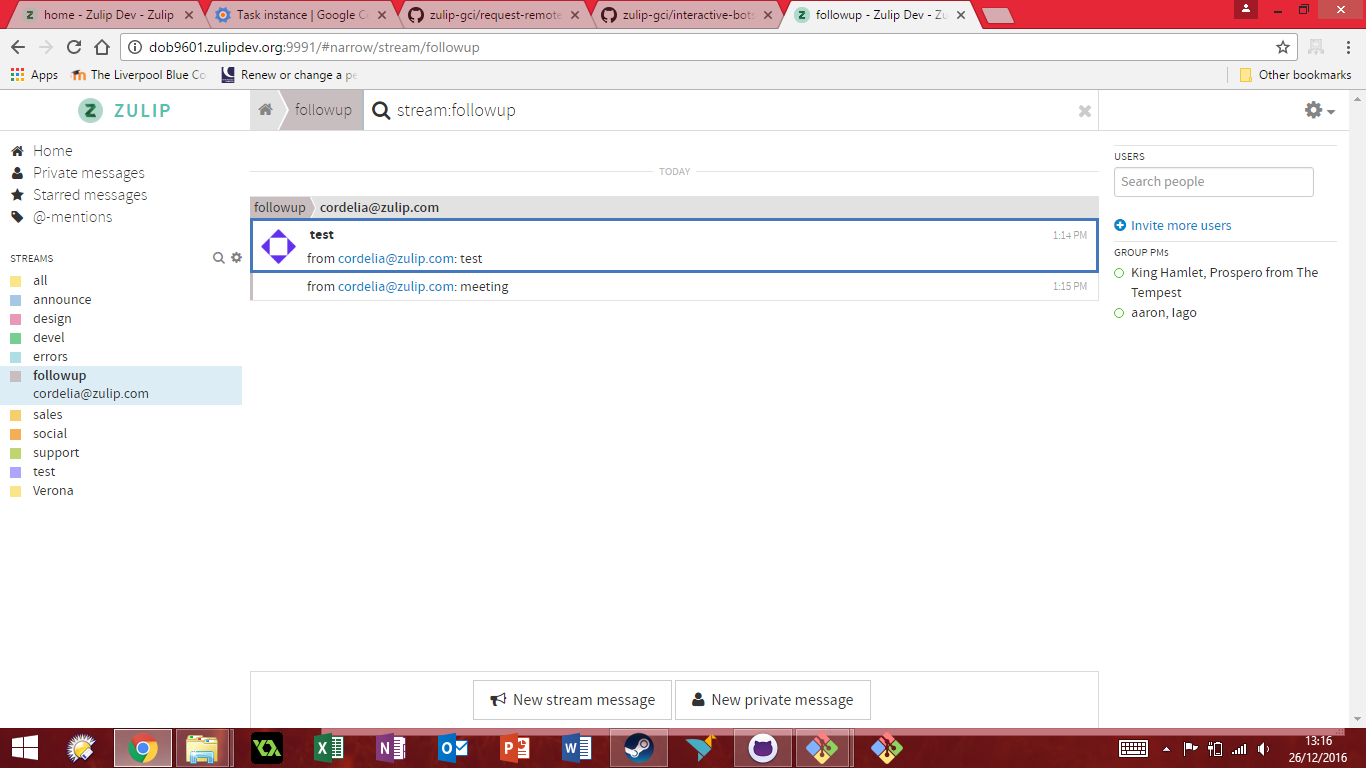 home - Zulip Dev - Zulip
Task instance | Google C
zulip-gci/request-remote
zulip-gci/interactive-bots
followup - Zulip Dev - Zu
dob9601.zulipdev.org:9991/#narrow/stream/followup
Apps
The Liverpool Blue Co
Renew or change a pe
Other bookmarks
ZULIP
followup
stream:followup
Home
Private messages
Starred messages
@-mentions
STREAMS
all
announce
design
devel
errors
followup
cordelia@zulip.com
sales
social
support
test
Verona
TODAY
followup cordelia@zulip.com
test 1:14 PM
from cordelia@zulip.com: test
from cordelia@zulip.com: meeting 1:15 PM
New stream message
New private message
USERS
Search people
Invite more users
GROUP PMs
King Hamlet, Prospero from The
Tempest
aaron, Iago
13:16
26/12/2016